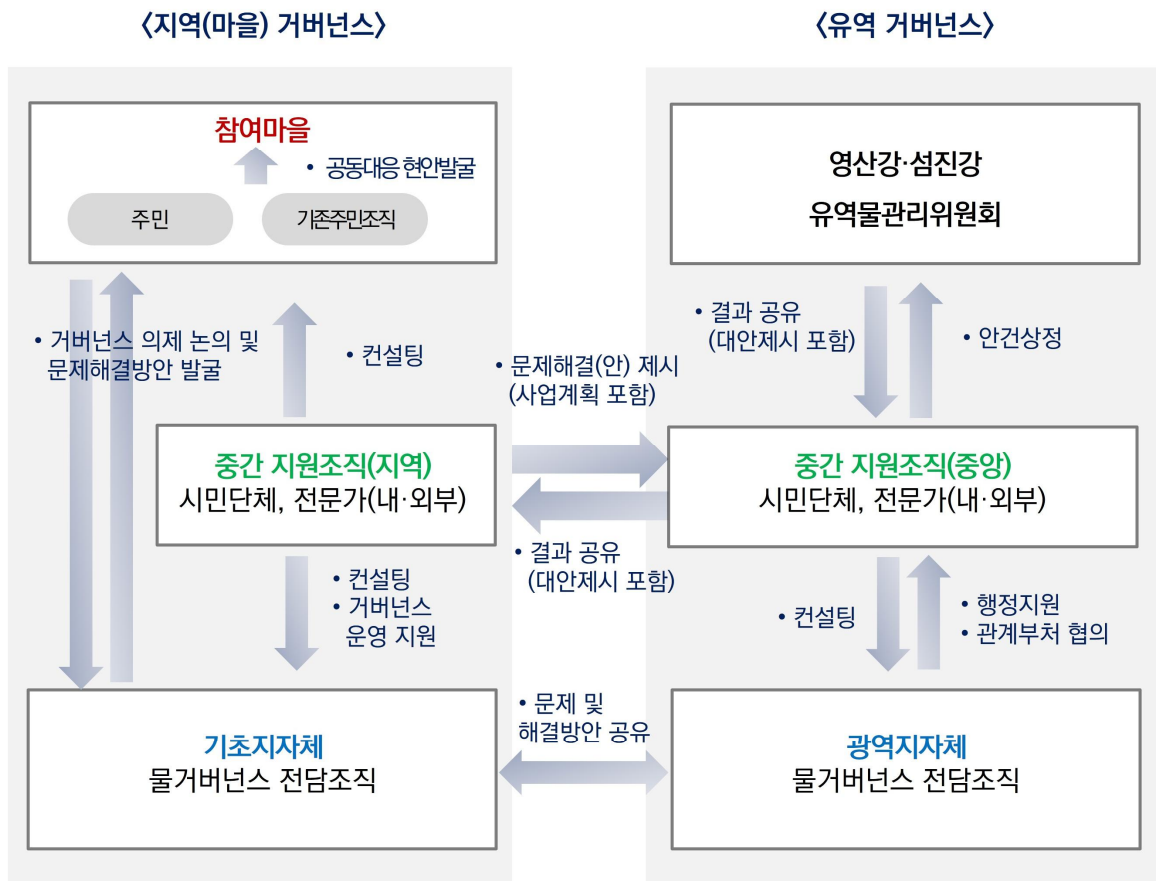 〈지역(마을) 거버넌스〉
참여마을
• 공동대응 현안발굴
주민
기존주민조직
• 거버넌스 의제 논의 및
문제해결방안 발굴
• 컨설팅
중간 지원조직(지역)
시민단체, 전문가(내·외부)
• 컨설팅
• 거버넌스
운영 지원
기초지자체
물거버넌스 전담조직
• 문제해결(안) 제시
(사업계획 포함)
• 결과 공유
(대안제시 포함)
• 문제 및
해결방안 공유
〈유역 거버넌스〉
영산강·섬진강
유역물관리위원회
• 결과 공유
(대안제시 포함)
• 안건상정
중간 지원조직(중앙)
시민단체, 전문가(내·외부)
• 컨설팅
• 행정지원
• 관계부처 협의
광역지자체
물거버넌스 전담조직